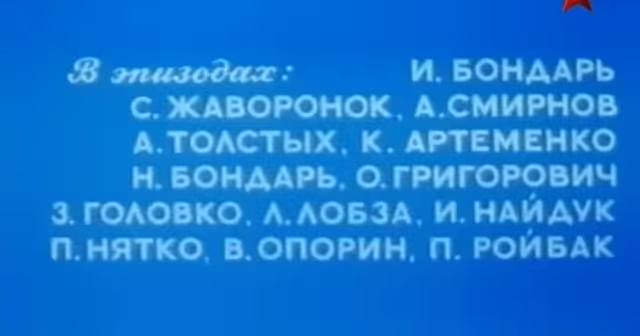 В эпизодах: И. БОНДАРЬ
С. ЖАВОРОНОК, А. СМИРНОВ
А. ТОЛСТЫХ, К. АРТЕМЕНКО
Н. БОНДАРЬ, О. ГРИГОРОВИЧ
З. ГОЛОВКО, Л. ЛОБЗА, И. НАЙДУК
П. НЯТКО, В. ОПОРИН, П. РОЙБАК